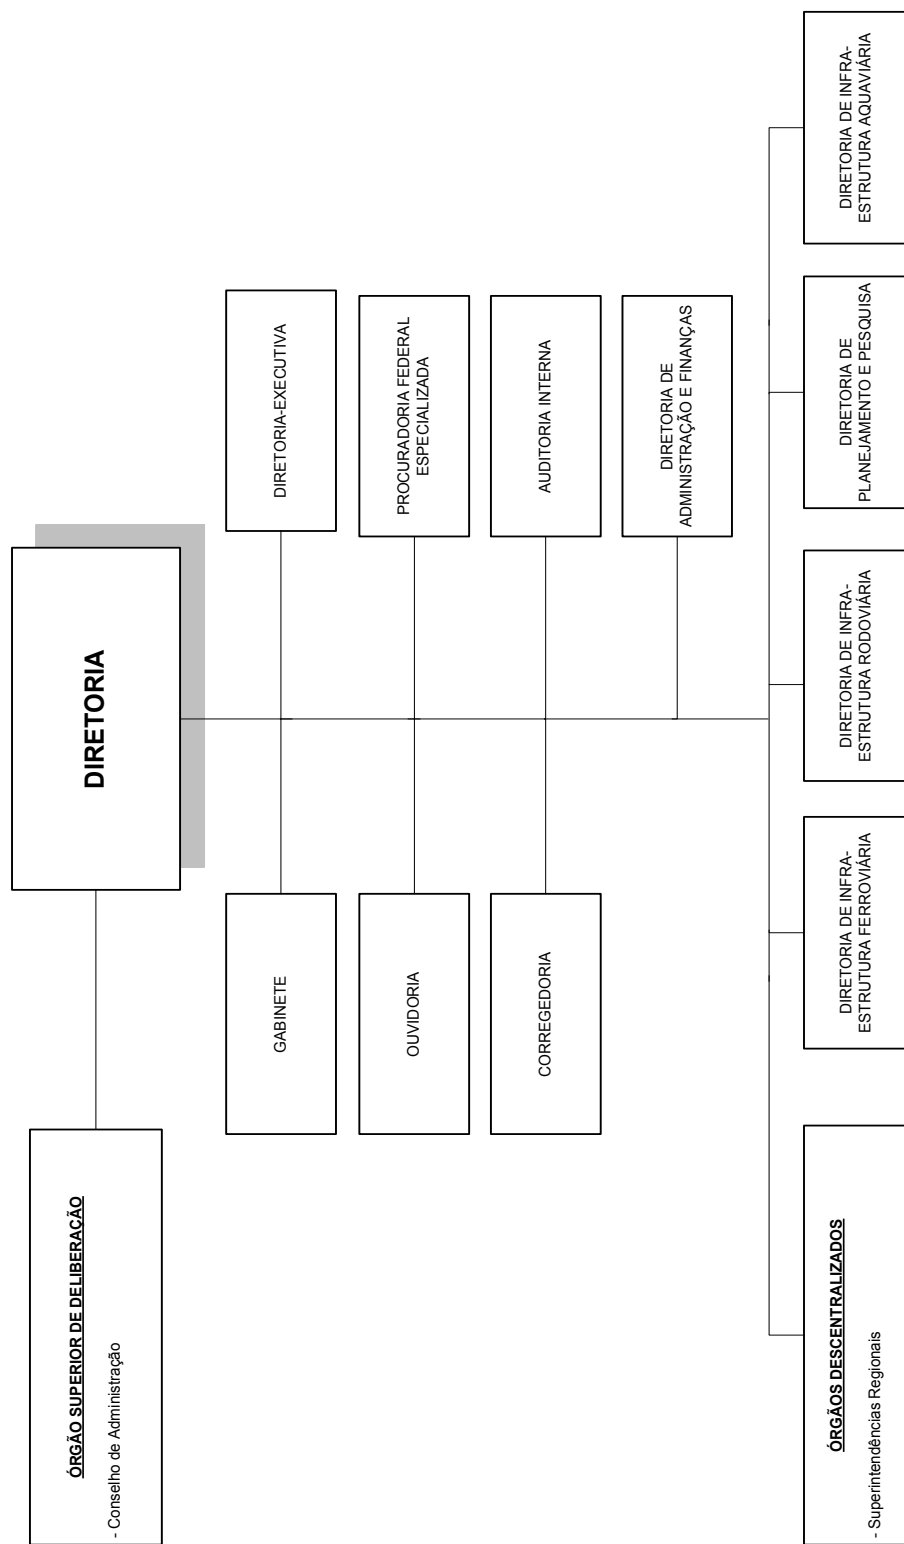 ÓRGÃO SUPERIOR DE DELIBERAÇÃO
- Conselho de Administração
DIRETORIA
GABINETE
DIRETORIA-EXECUTIVA
OUVIDORIA
PROCURADORIA FEDERAL
ESPECIALIZADA
CORREGEDORIA
AUDITORIA INTERNA
DIRETORIA DE
ADMINISTRAÇÃO E FINANÇAS
ÓRGÃOS DESCENTRALIZADOS
- Superintendências Regionais
DIRETORIA DE INFRA-
ESTRUTURA FERROVIÁRIA
DIRETORIA DE INFRA-
ESTRUTURA RODOVIÁRIA
DIRETORIA DE
PLANEJAMENTO E PESQUISA
DIRETORIA DE INFRA-
ESTRUTURA AQUAVIÁRIA